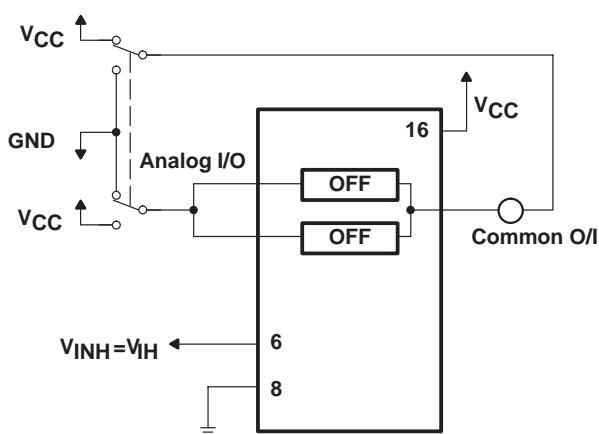 VCC
VCC
16
GND
Analog I/O
OFF
VCC
OFF
Common O/I
VINH=VIH
6
8